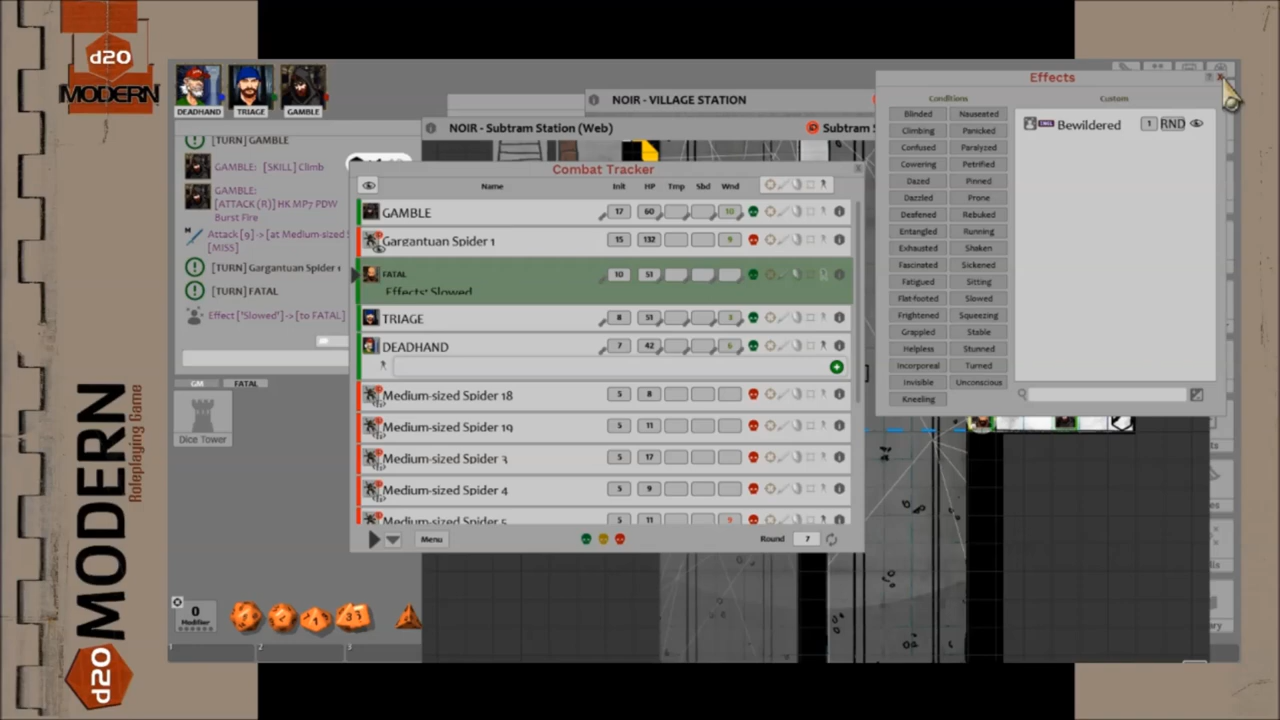 d20
MODERN
DEADHAND
TRIAGE
GAMBLE
[TURN] GAMBLE
GAMBLE: [SKILL] Climb
GAMBLE:
[ATTACK (R)] HK MP7 PDW
Burst Fire
Attack [9] -> [at Medium-sized S
[MISS]
[TURN] Gargantuan Spider 1
[TURN] FATAL
Effect ["Slowed"] -> [to FATAL]
GM
FATAL
Dice Tower
0
Modifier
1
2
3
NOIR - VILLAGE STATION
NOIR - Subtram Station (Web)
Subtram S
Combat Tracker
Name Init HP Tmp Sbd Wnd
GAMBLE 17 60 10
Gargantuan Spider 1 15 132 9
FATAL 10 51
Effects: Slowed
TRIAGE 8 51 3
DEADHAND 7 42 6
Medium-sized Spider 18 5 8
Medium-sized Spider 19 5 11
Medium-sized Spider 3 5 17
Medium-sized Spider 4 5 9
Medium-sized Spider 5 5 11 9
Menu
Round 7
Effects
Conditions
Custom
Blinded Nauseated
Climbing Panicked
Confused Paralyzed
Cowering Petrified
Dazed Pinned
Dazzled Prone
Deafened Rebuked
Entangled Running
Exhausted Shaken
Fascinated Sickened
Fatigued Sitting
Flat-footed Slowed
Frightened Squeezing
Grappled Stable
Helpless Stunned
Incorporeal Turned
Invisible Unconscious
Kneeling
Bewildered 1 RND
d20 MODERN
Roleplaying Game